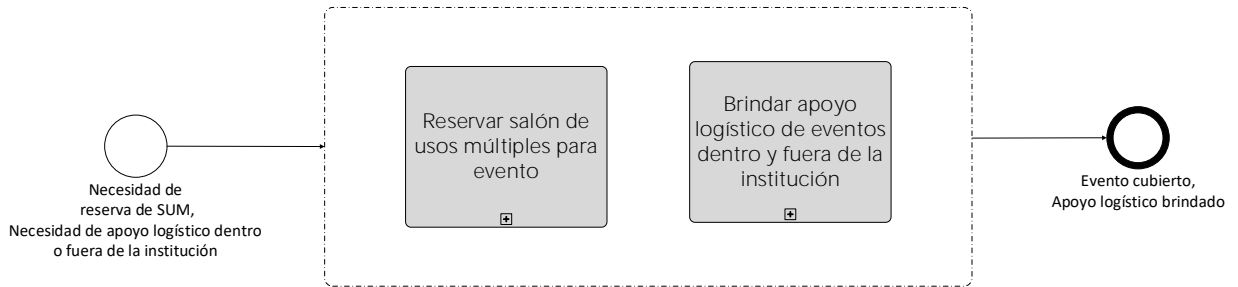 Necesidad de
reserva de SUM,
Necesidad de apoyo logístico dentro
o fuera de la institución
Reservar salón de
usos múltiples para
evento
Brindar apoyo
logístico de eventos
dentro y fuera de la
institución
Evento cubierto,
Apoyo logístico brindado